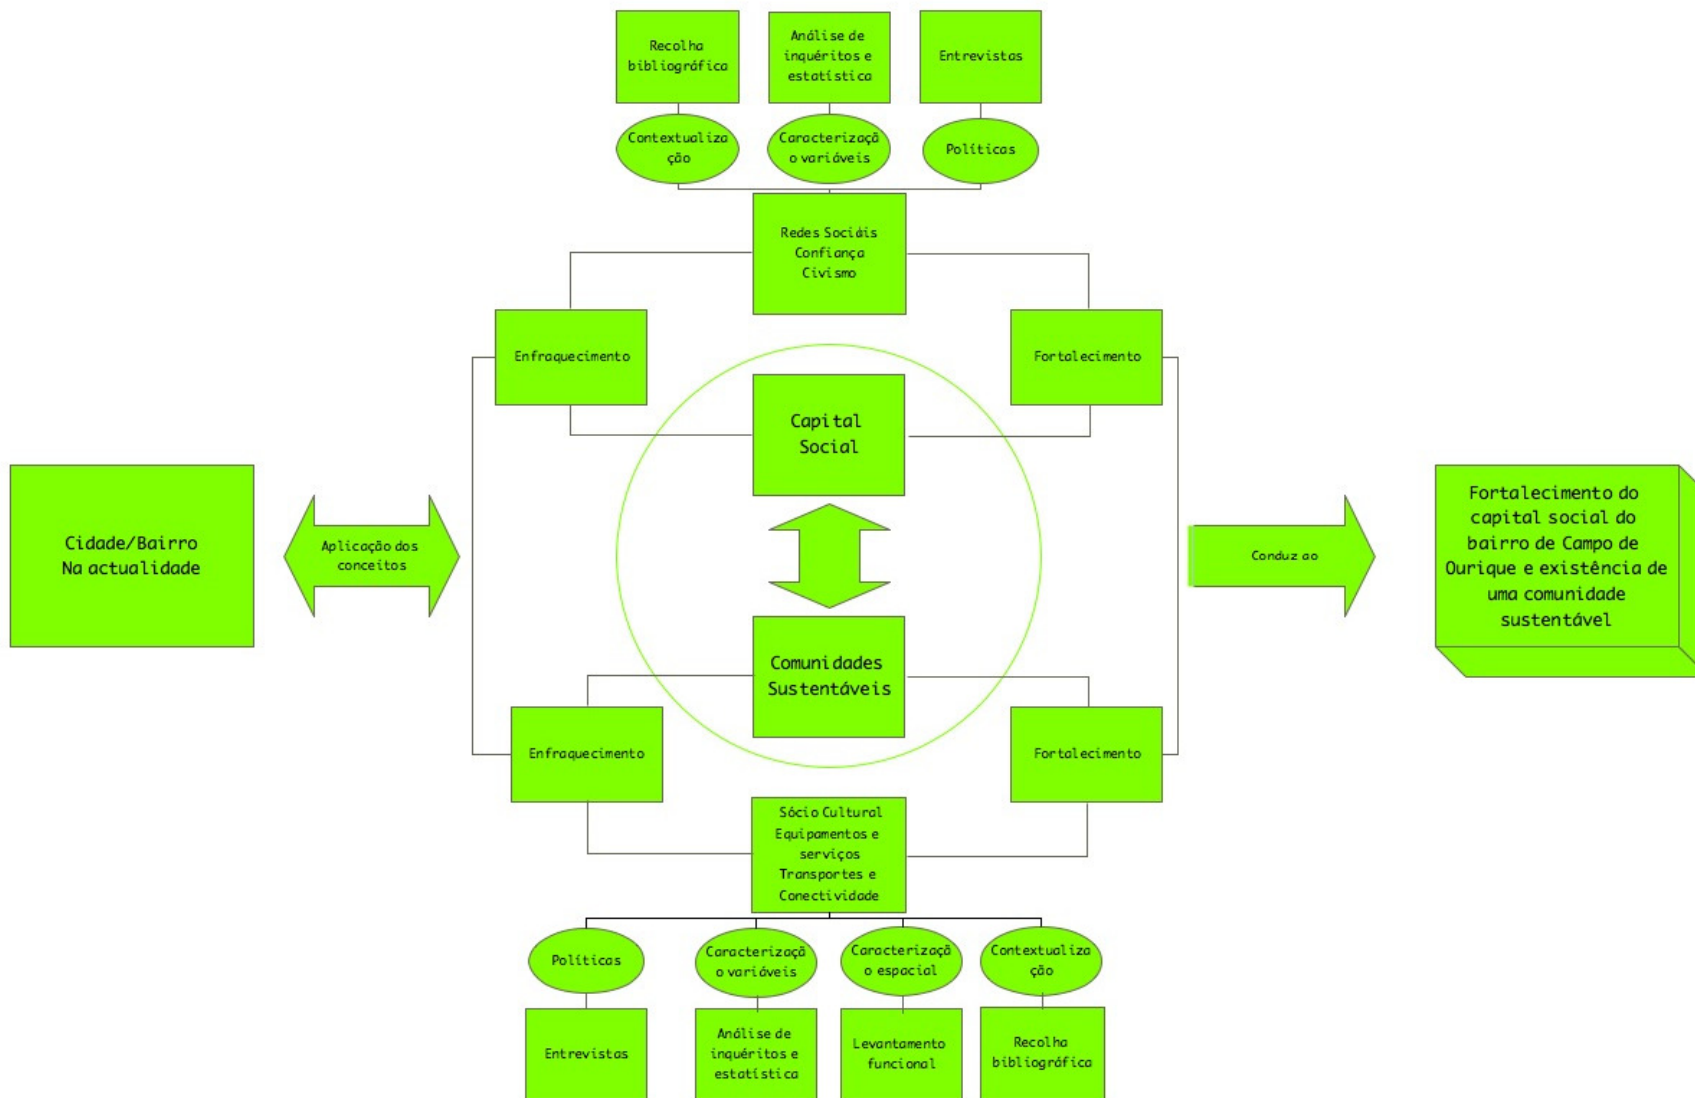 Recolha
bibliográfica
Análise de
inquéritos e
estatística
Entrevistas
Contextualiza
ção
Caracterizaçã
o variáveis
Políticas
Redes Sociais
Confiança
Civismo
Enfraquecimento
Fortalecimento
Capital
Social
Cidade/Bairro
Na actualidade
Aplicação dos
conceitos
Conduz ao
Fortalecimento do
capital social do
bairro de Campo de
Ourique e existência de
uma comunidade
sustentável
Comunidades
Sustentáveis
Enfraquecimento
Fortalecimento
Sócio Cultural
Equipamentos e
serviços
Transportes e
Conectividade
Políticas
Caracterizaçã
o variáveis
Caracterizaçã
o espacial
Contextualiza
ção
Entrevistas
Análise de
inquéritos e
estatística
Levantamento
funcional
Recolha
bibliográfica